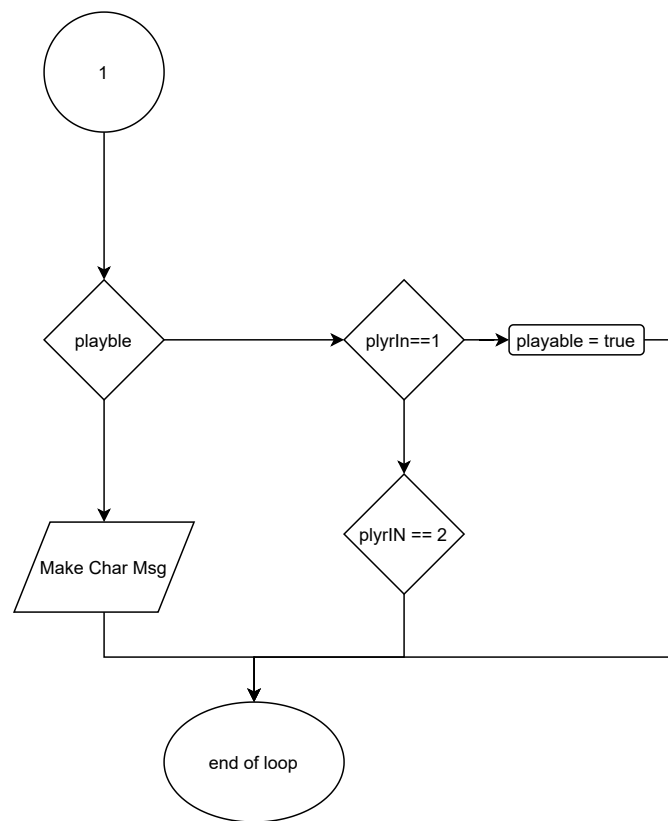 1
playble
plyrIn==1
playable = true
Make Char Msg
plyrIN == 2
end of loop